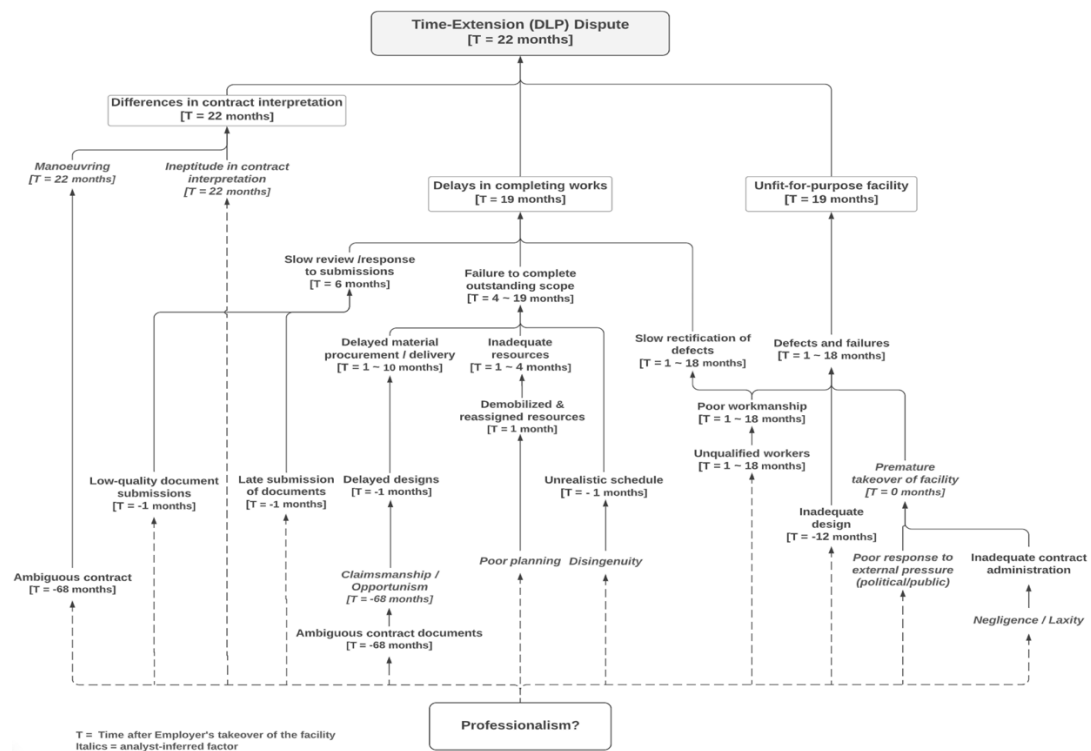 Time-Extension (DLP) Dispute
[T = 22 months]
Differences in contract interpretation
[T = 22 months]
Manoeuvring
[T = 22 months]
Ineptitude in contract
interpretation
[T = 22 months]
Delays in completing works
[T = 19 months]
Unfit-for-purpose facility
[T = 19 months]
Slow review /response
to submissions
[T = 6 months]
Failure to complete
outstanding scope
[T = 4 ~ 19 months]
Delayed material
procurement / delivery
[T = 1 ~ 10 months]
Inadequate
resources
[T = 1 ~ 4 months]
Slow rectification of
defects
[T = 1 ~ 18 months]
Defects and failures
[T = 1 ~ 18 months]
Demobilized &
reassigned resources
[T = 1 month]
Poor workmanship
[T = 1 ~ 18 months]
Unqualified workers
[T = 1 ~ 18 months]
Low-quality document
submissions
[T = -1 months]
Late submission
of documents
[T = -1 months]
Delayed designs
[T = -1 months]
Unrealistic schedule
[T = - 1 months]
Premature
takeover of facility
[T = 0 months]
Inadequate
design
[T = -12 months]
Ambiguous contract
[T = -68 months]
Claimsmanship /
Opportunism
[T = -68 months]
Poor planning
Disingenuity
Poor response to
external pressure
(political/public)
Inadequate contract
administration
Negligence / Laxity
Ambiguous contract documents
[T = -68 months]
Professionalism?
T = Time after Employer's takeover of the facility
Italics = analyst-inferred factor